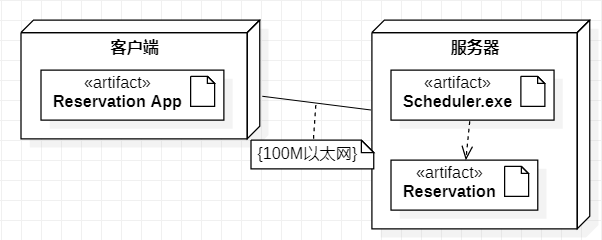 客户端
«artifact»
Reservation App
{100M以太网}
服务器
«artifact»
Scheduler.exe
«artifact»
Reservation